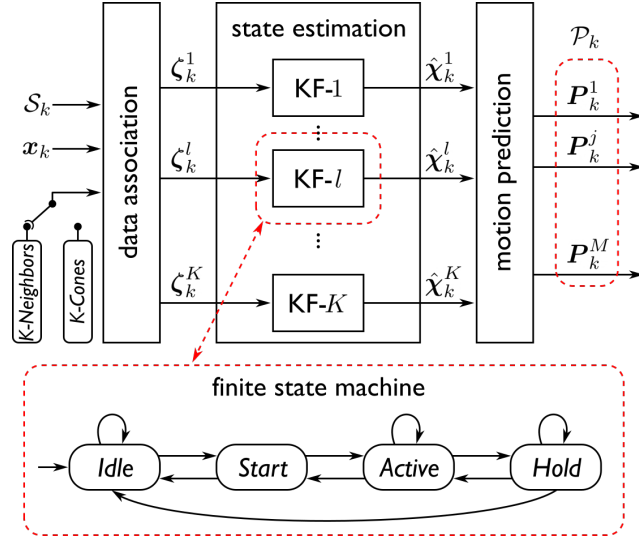 state estimation
data association
motion prediction
𝒮ₖ
𝒙ₖ
K-Neighbors
K-Cones
ζₖ¹
ζₖˡ
ζₖᴷ
KF-1
⋮
KF-l
⋮
KF-K
χ̂ₖ¹
χ̂ₖˡ
χ̂ₖᴷ
𝒫ₖ
𝑷ₖ¹
𝑷ₖʲ
𝑷ₖᴹ
finite state machine
Idle Start Active Hold